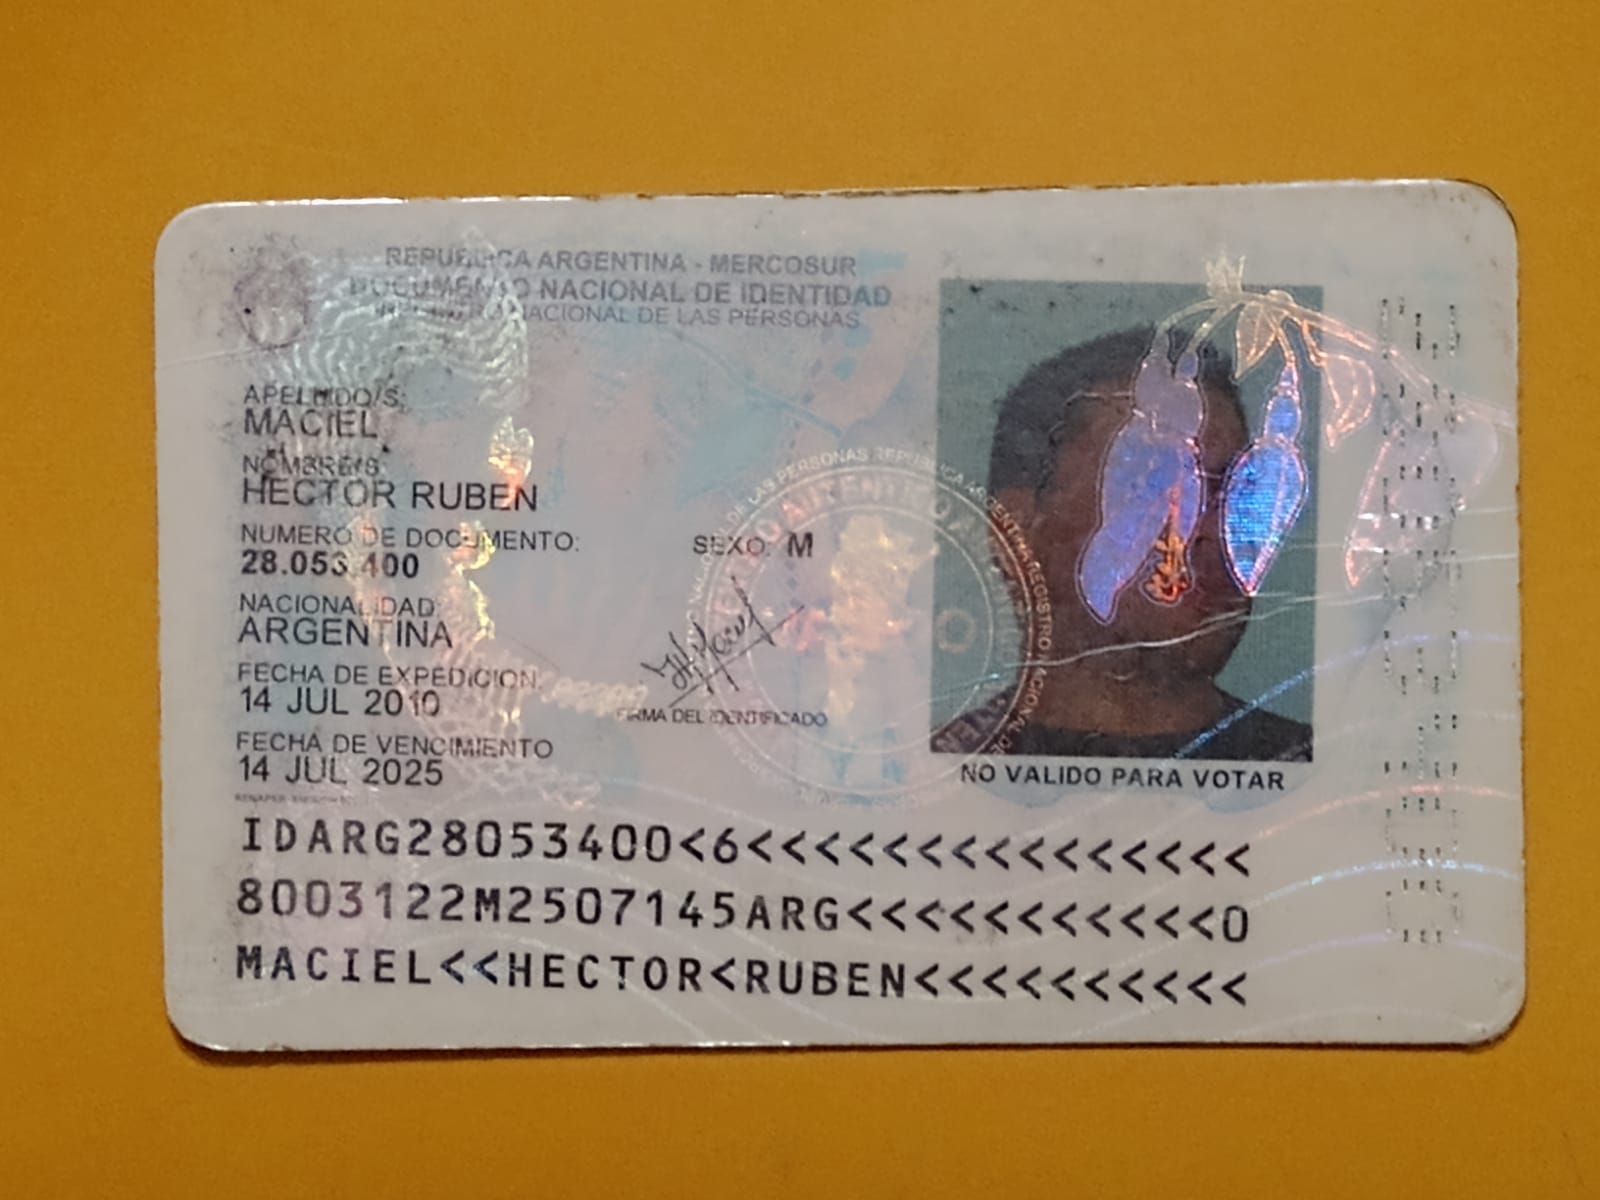 REPUBLICA ARGENTINA - MERCOSUR
DOCUMENTO NACIONAL DE IDENTIDAD
REGISTRO NACIONAL DE LAS PERSONAS
APELLIDO/S:
MACIEL
NOMBRE/S:
HECTOR RUBEN
NUMERO DE DOCUMENTO:
28.053.400
SEXO: M
NACIONALIDAD:
ARGENTINA
FECHA DE EXPEDICION:
14 JUL 2010
FIRMA DEL IDENTIFICADO
FECHA DE VENCIMIENTO
14 JUL 2025
NO VALIDO PARA VOTAR
IDARG28053400<6<<<<<<<<<<<<<<<
8003122M2507145ARG<<<<<<<<<<<0
MACIEL<<HECTOR<RUBEN<<<<<<<<<<